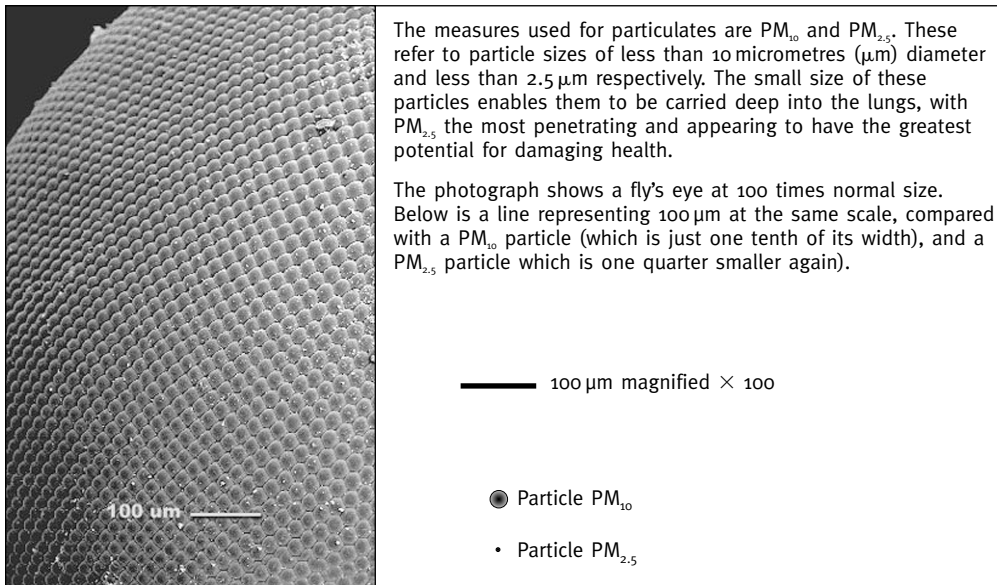 The measures used for particulates are PM₁₀ and PM₂.₅. These
refer to particle sizes of less than 10 micrometres (μm) diameter
and less than 2.5 μm respectively. The small size of these
particles enables them to be carried deep into the lungs, with
PM₂.₅ the most penetrating and appearing to have the greatest
potential for damaging health.
The photograph shows a fly's eye at 100 times normal size.
Below is a line representing 100 μm at the same scale, compared
with a PM₁₀ particle (which is just one tenth of its width), and a
PM₂.₅ particle which is one quarter smaller again).
100 μm magnified × 100
100 um
Particle PM₁₀
Particle PM₂.₅